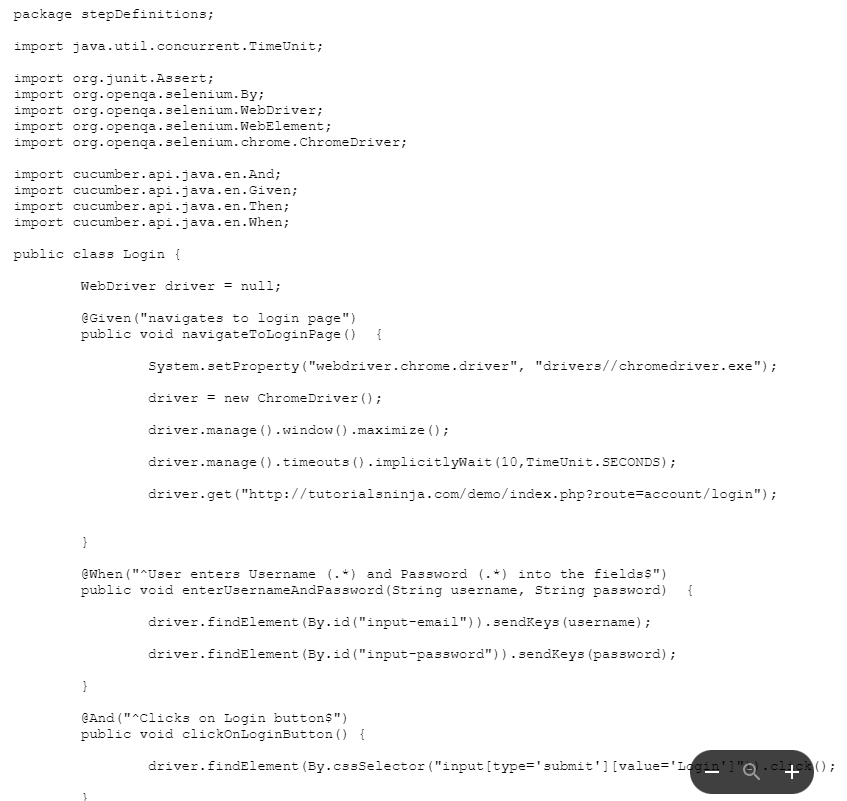 package stepDefinitions;
import java.util.concurrent.TimeUnit;
import org.junit.Assert;
import org.openqa.selenium.By;
import org.openqa.selenium.WebDriver;
import org.openqa.selenium.WebElement;
import org.openqa.selenium.chrome.ChromeDriver;
import cucumber.api.java.en.And;
import cucumber.api.java.en.Given;
import cucumber.api.java.en.Then;
import cucumber.api.java.en.When;
public class Login {
WebDriver driver = null;
@Given("navigates to login page")
public void navigateToLoginPage()  {
System.setProperty("webdriver.chrome.driver", "drivers//chromedriver.exe");
driver = new ChromeDriver();
driver.manage().window().maximize();
driver.manage().timeouts().implicitlyWait(10,TimeUnit.SECONDS);
driver.get("http://tutorialsninja.com/demo/index.php?route=account/login");
}
@When("^User enters Username (.*) and Password (.*) into the fields$")
public void enterUsernameAndPassword(String username, String password)  {
driver.findElement(By.id("input-email")).sendKeys(username);
driver.findElement(By.id("input-password")).sendKeys(password);
}
@And("^Clicks on Login button$")
public void clickOnLoginButton() {
driver.findElement(By.cssSelector("input[type='submit'][value='Login']")).click();
}